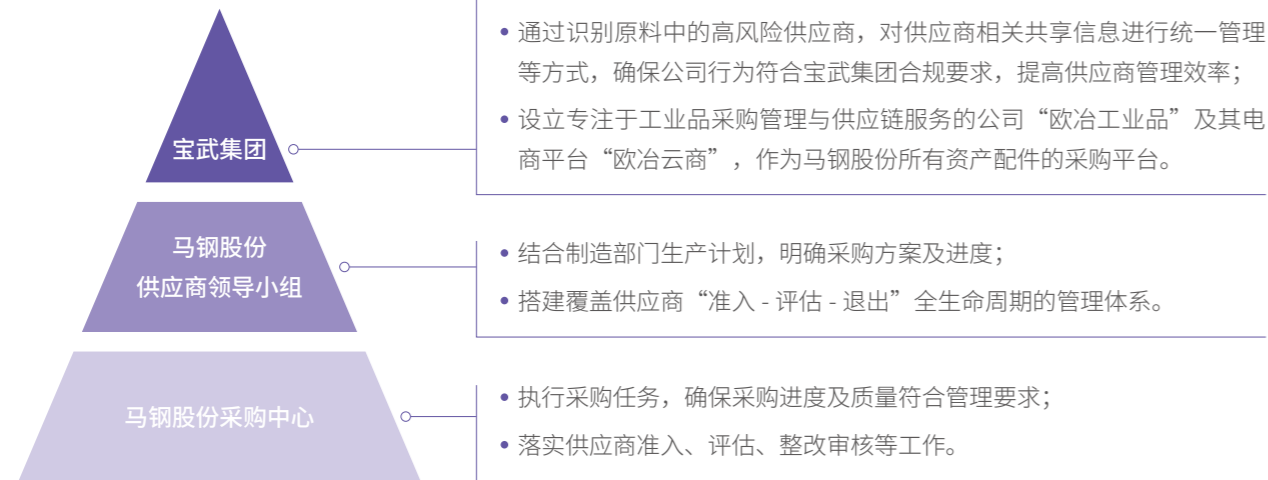 宝武集团
• 通过识别原料中的高风险供应商，对供应商相关共享信息进行统一管理
等方式，确保公司行为符合宝武集团合规要求，提高供应商管理效率；
• 设立专注于工业品采购管理与供应链服务的公司“欧冶工业品”及其电
商平台“欧冶云商”，作为马钢股份所有资产配件的采购平台。
马钢股份
供应商领导小组
• 结合制造部门生产计划，明确采购方案及进度；
• 搭建覆盖供应商“准入 - 评估 - 退出”全生命周期的管理体系。
马钢股份采购中心
• 执行采购任务，确保采购进度及质量符合管理要求；
• 落实供应商准入、评估、整改审核等工作。